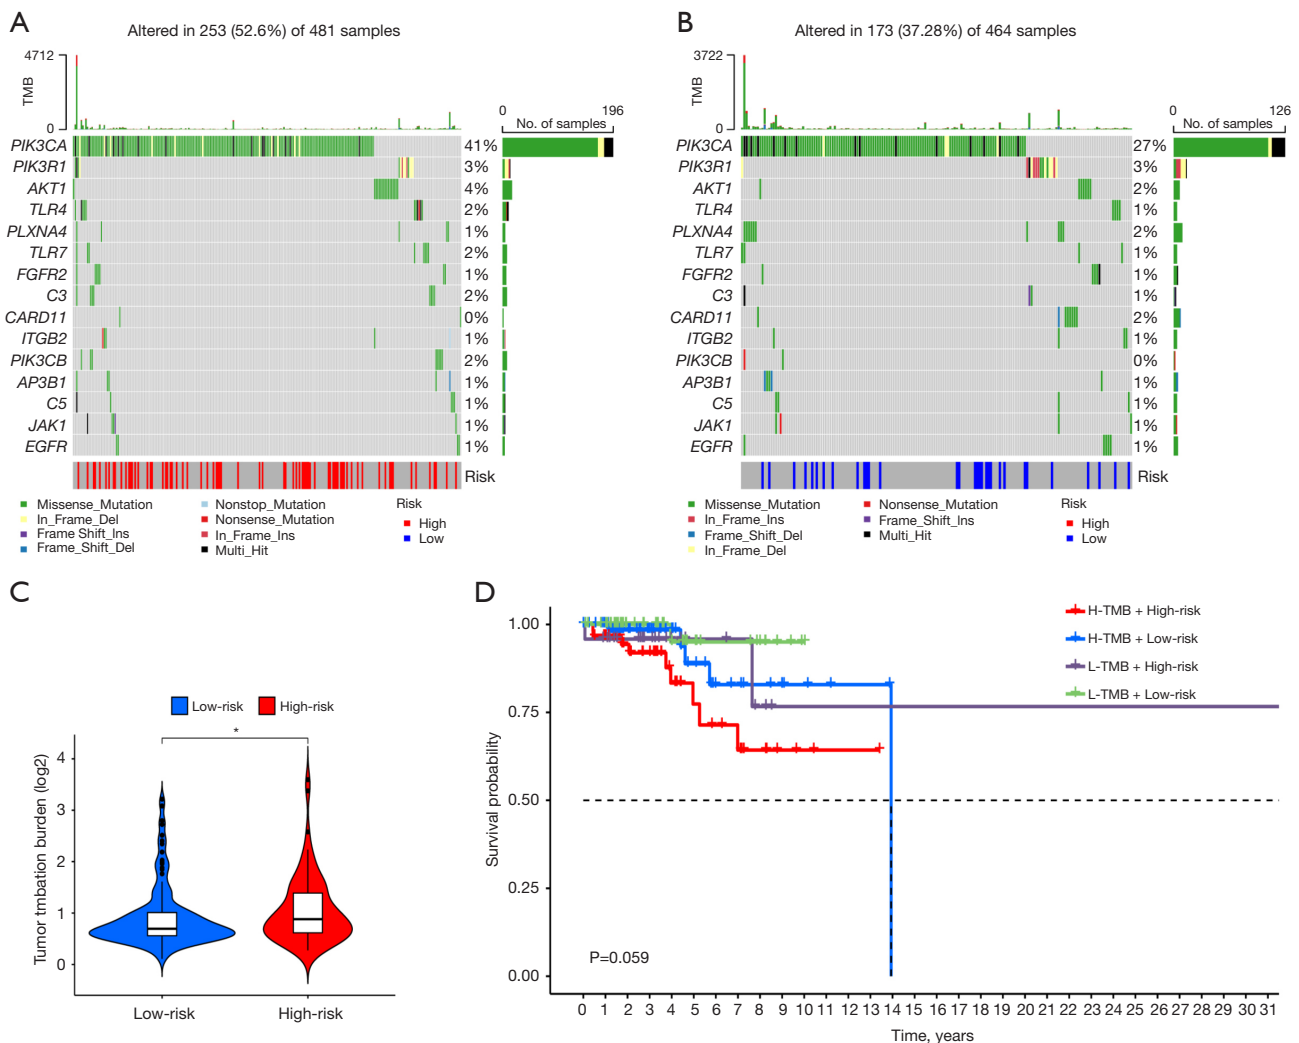 A
Altered in 253 (52.6%) of 481 samples
4712
TMB
0
0 196
No. of samples
PIK3CA 41%
PIK3R1 3%
AKT1 4%
TLR4 2%
PLXNA4 1%
TLR7 2%
FGFR2 1%
C3 2%
CARD11 0%
ITGB2 1%
PIK3CB 2%
AP3B1 1%
C5 1%
JAK1 1%
EGFR 1%
Risk
Missense_Mutation
In_Frame_Del
Frame Shift_Ins
Frame_Shift_Del
Nonstop_Mutation
Nonsense_Mutation
In_Frame_Ins
Multi_Hit
Risk
High
Low
B
Altered in 173 (37.28%) of 464 samples
3722
TMB
0
0 126
No. of samples
PIK3CA 27%
PIK3R1 3%
AKT1 2%
TLR4 1%
PLXNA4 2%
TLR7 1%
FGFR2 1%
C3 1%
CARD11 2%
ITGB2 1%
PIK3CB 0%
AP3B1 1%
C5 1%
JAK1 1%
EGFR 1%
Risk
Missense_Mutation
In_Frame_Ins
Frame_Shift_Del
In_Frame_Del
Nonsense_Mutation
Frame_Shift_Ins
Multi_Hit
Risk
High
Low
C
Low-risk High-risk
*
Tumor tmbation burden (log2)
4
3
2
1
0
Low-risk High-risk
D
H-TMB + High-risk
H-TMB + Low-risk
L-TMB + High-risk
L-TMB + Low-risk
Survival probability
1.00
0.75
0.50
0.25
0.00
P=0.059
0 1 2 3 4 5 6 7 8 9 10 11 12 13 14 15 16 17 18 19 20 21 22 23 24 25 26 27 28 29 30 31
Time, years